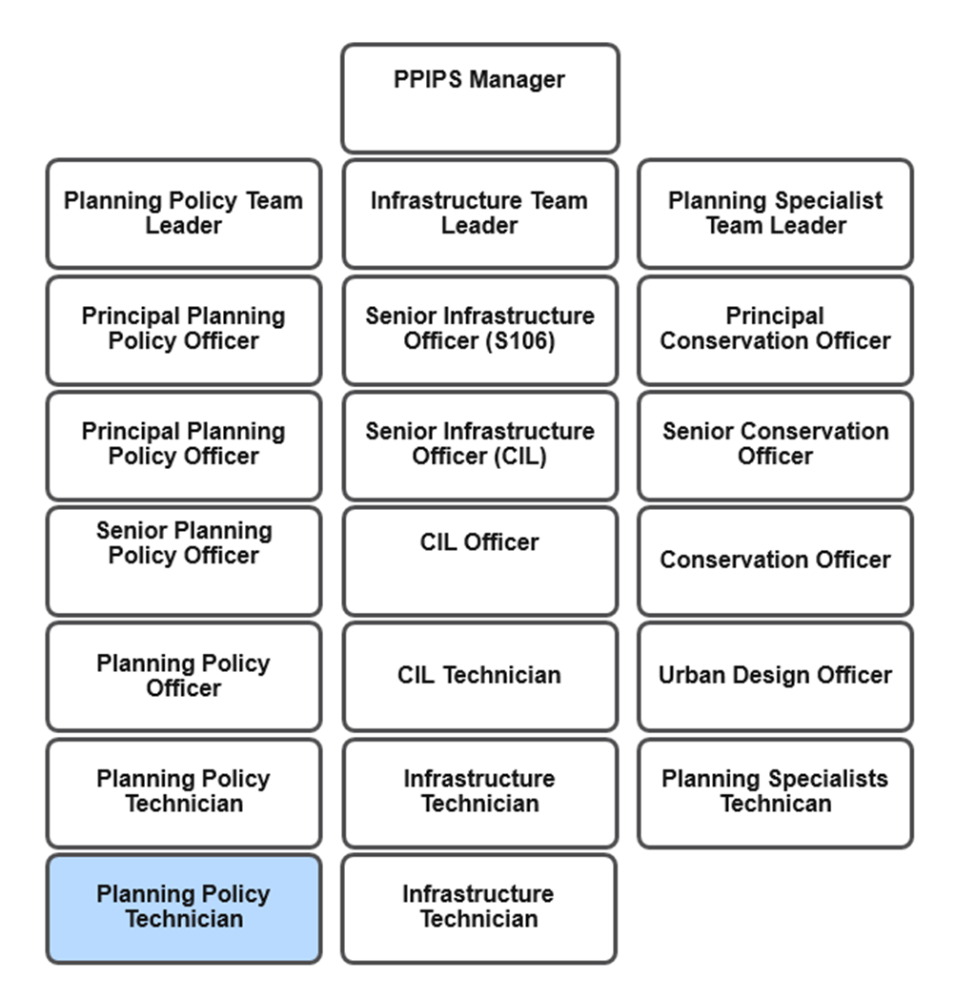 PPIPS Manager
Planning Policy Team
Leader
Infrastructure Team
Leader
Planning Specialist
Team Leader
Principal Planning
Policy Officer
Senior Infrastructure
Officer (S106)
Principal
Conservation Officer
Principal Planning
Policy Officer
Senior Infrastructure
Officer (CIL)
Senior Conservation
Officer
Senior Planning
Policy Officer
CIL Officer
Conservation Officer
Planning Policy
Officer
CIL Technician
Urban Design Officer
Planning Policy
Technician
Infrastructure
Technician
Planning Specialists
Technican
Planning Policy
Technician
Infrastructure
Technician